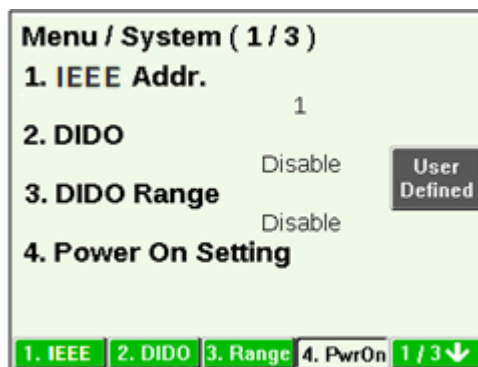 Menu / System ( 1 / 3 )
1. IEEE Addr.
1
2. DIDO
Disable
User
Defined
3. DIDO Range
Disable
4. Power On Setting
1. IEEE 2. DIDO 3. Range 4. PwrOn 1 / 3